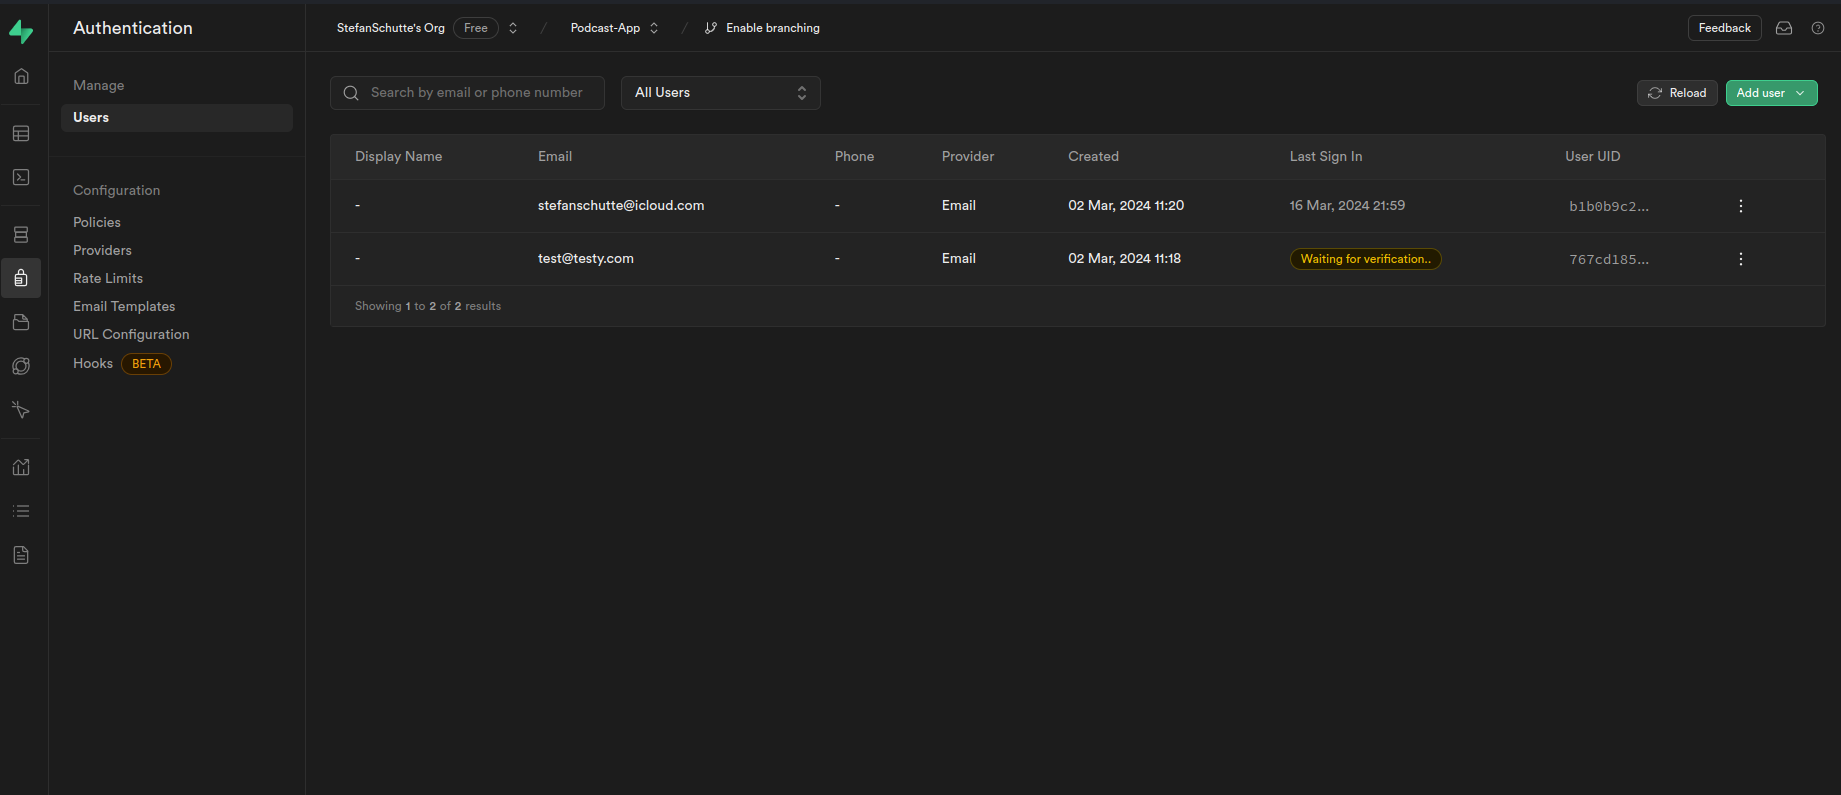 Authentication
StefanSchutte's Org Free / Podcast-App / Enable branching Feedback
Manage
Users
Configuration
Policies
Providers
Rate Limits
Email Templates
URL Configuration
Hooks BETA
Search by email or phone number All Users Reload Add user
Display Name Email Phone Provider Created Last Sign In User UID
- stefanschutte@icloud.com - Email 02 Mar, 2024 11:20 16 Mar, 2024 21:59 b1b0b9c2...
- test@testy.com - Email 02 Mar, 2024 11:18 Waiting for verification.. 767cd185...
Showing 1 to 2 of 2 results